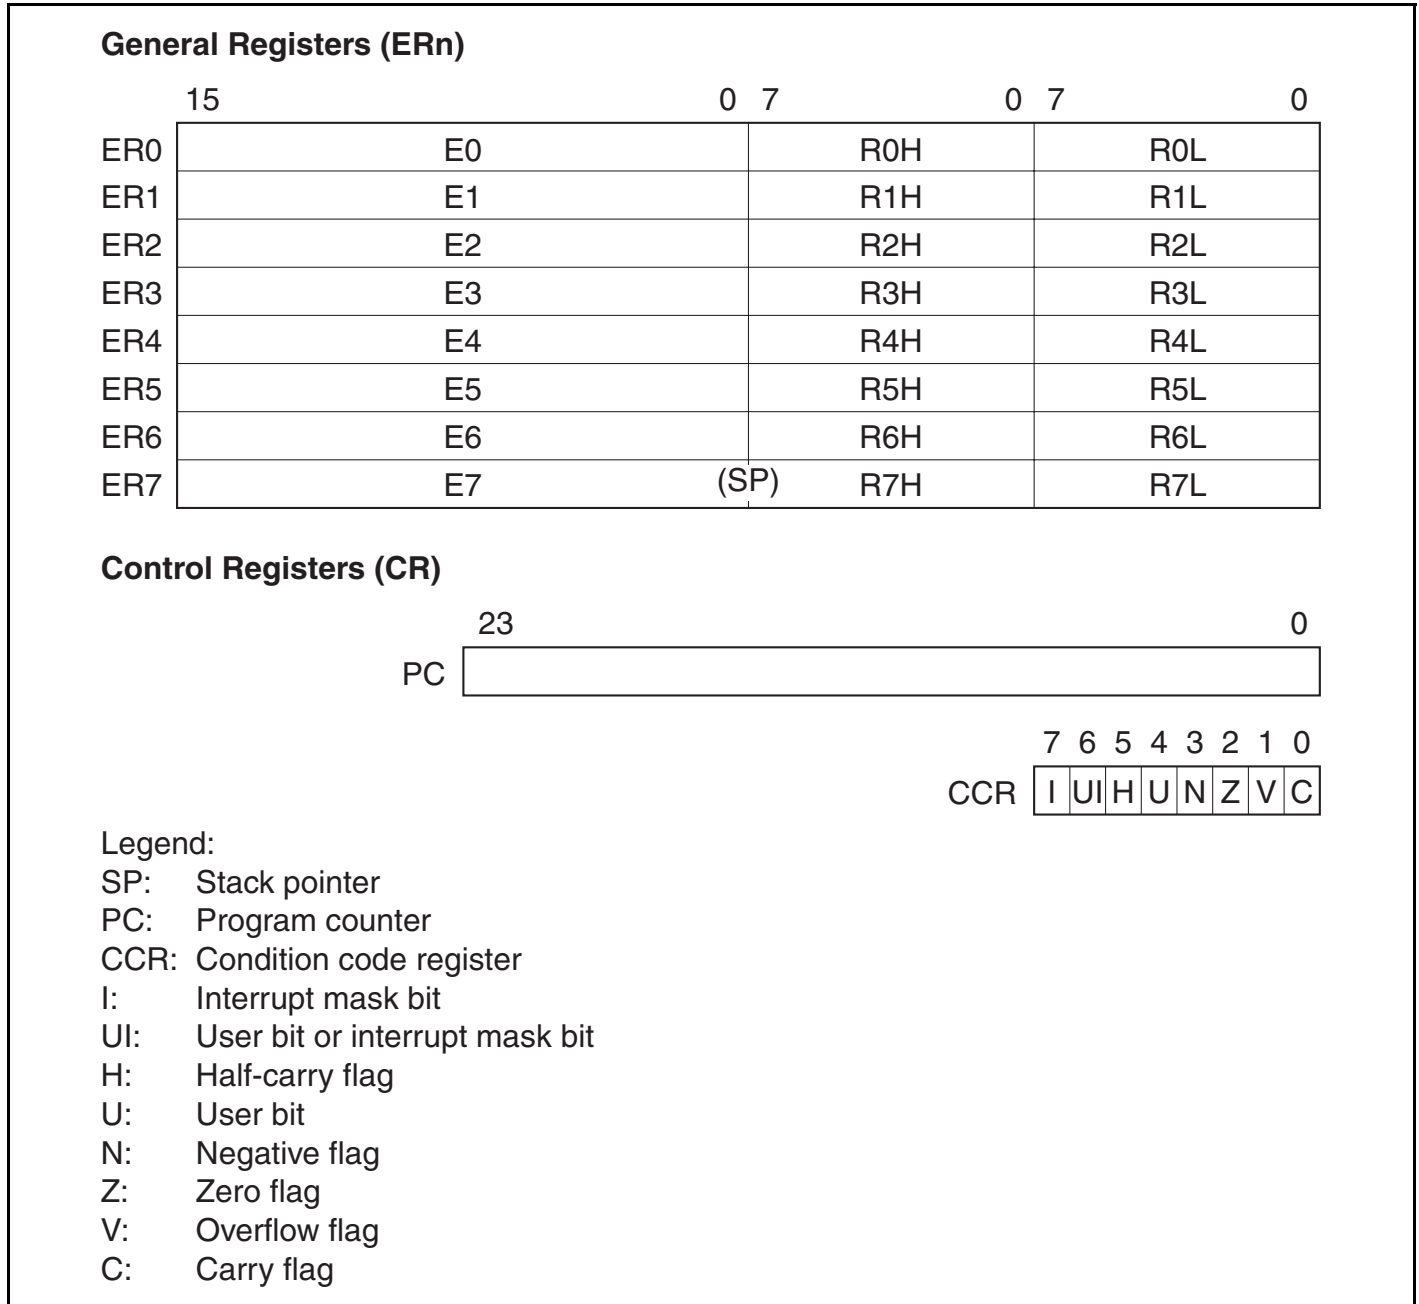 General Registers (ERn)
15 0 7 0 7 0
ER0 E0 R0H R0L
ER1 E1 R1H R1L
ER2 E2 R2H R2L
ER3 E3 R3H R3L
ER4 E4 R4H R4L
ER5 E5 R5H R5L
ER6 E6 R6H R6L
ER7 E7 (SP) R7H R7L
Control Registers (CR)
23 0
PC
7 6 5 4 3 2 1 0
CCR I UI H U N Z V C
Legend:
SP: Stack pointer
PC: Program counter
CCR: Condition code register
I: Interrupt mask bit
UI: User bit or interrupt mask bit
H: Half-carry flag
U: User bit
N: Negative flag
Z: Zero flag
V: Overflow flag
C: Carry flag